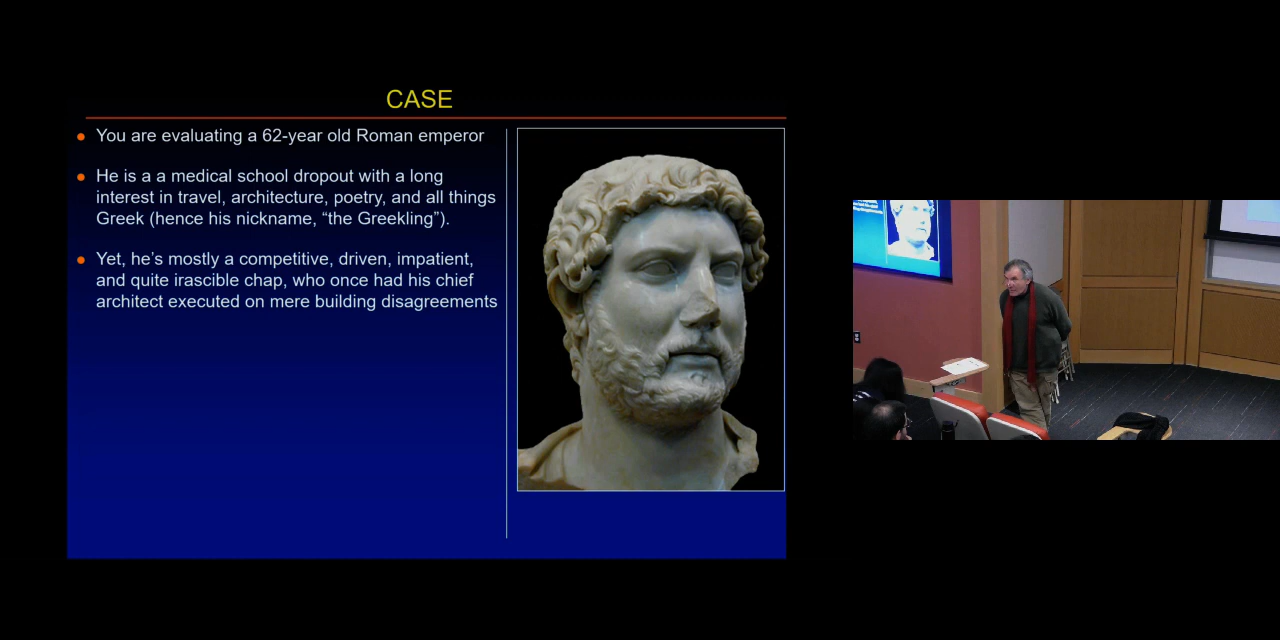 CASE
You are evaluating a 62-year old Roman emperor
He is a a medical school dropout with a long
interest in travel, architecture, poetry, and all things
Greek (hence his nickname, “the Greekling”).
Yet, he’s mostly a competitive, driven, impatient,
and quite irascible chap, who once had his chief
architect executed on mere building disagreements